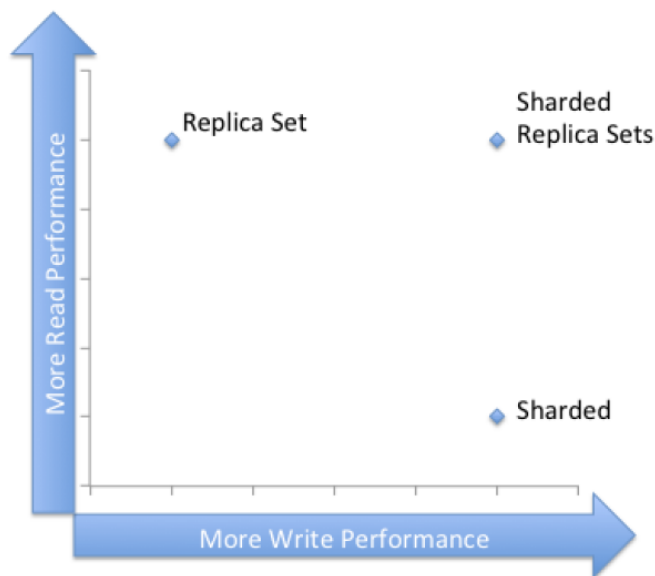 Replica Set
Sharded
Replica Sets
More Read Performance
Sharded
More Write Performance